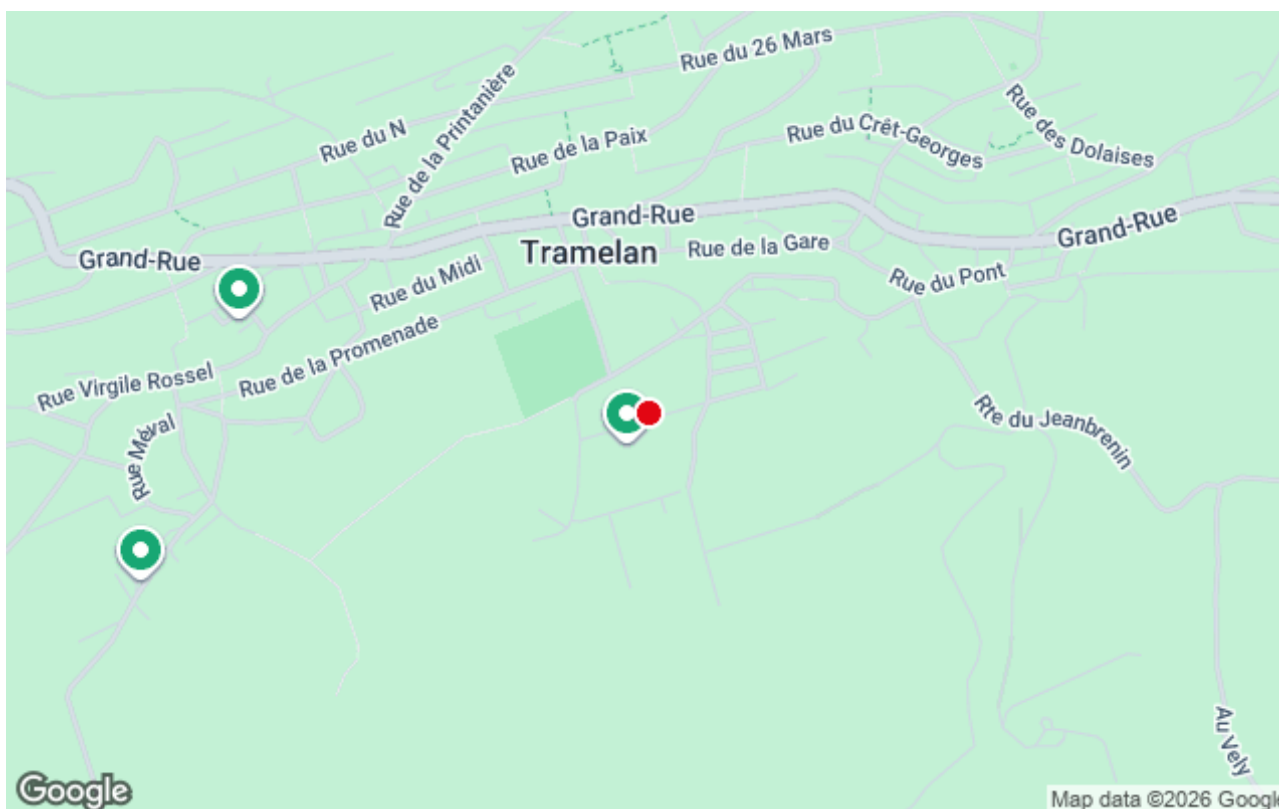 Rue du 26 Mars
Rue de la Printanière
Rue du N
Rue de la Paix
Rue du Crêt-Georges
Rue des Dolaises
Grand-Rue
Grand-Rue
Grand-Rue
Tramelan
Rue de la Gare
Rue du Pont
Rue du Midi
Rue de la Promenade
Rue Virgile Rossel
Rue Méval
Rte du Jeanbrenin
Au Vely
Google
Map data ©2026 Google